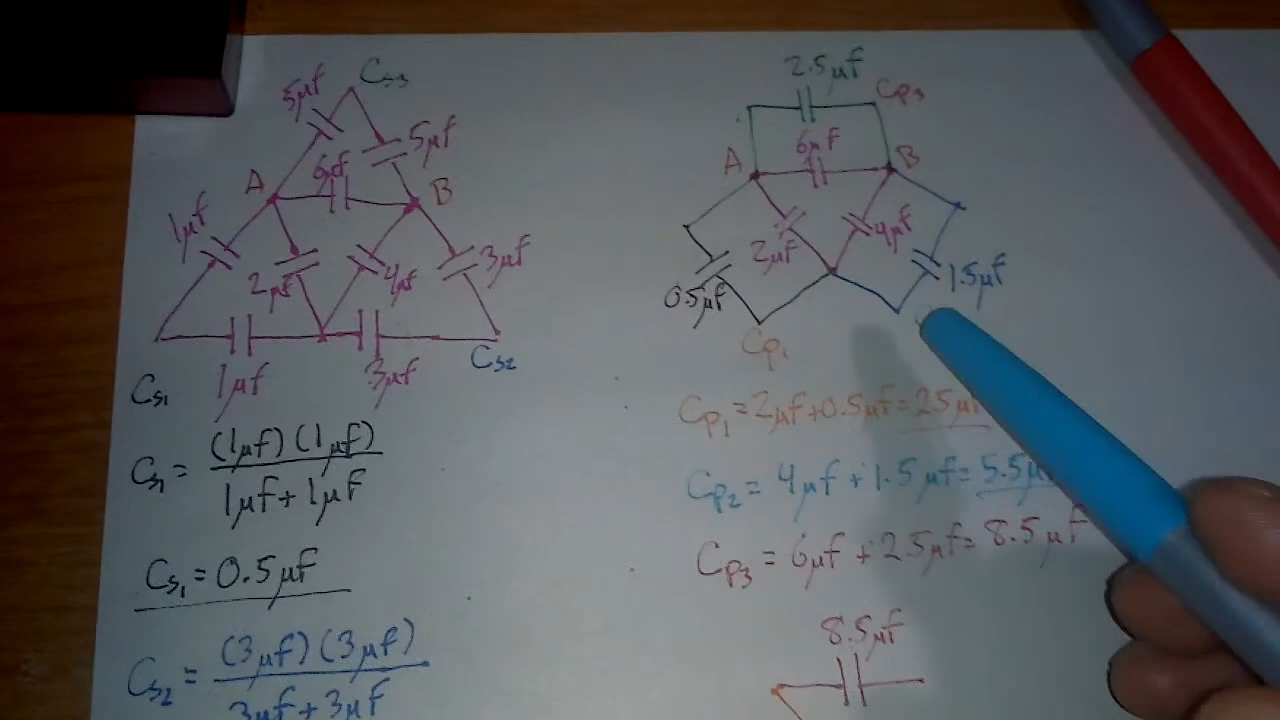 5μf Cs3
5μf
A 6μf B
1μf
2μf 4μf 3μf
1μf 3μf Cs2
Cs1
Cs1 = (1μf)(1μf)
1μf + 1μf
Cs1 = 0.5μf
Cs2 = (3μf)(3μf)
3μf + 3μf
2.5μf
Cp3
A 6μf B
2μf 4μf
0.5μf 1.5μf
Cp1
Cp1 = 2μf + 0.5μf = 2.5μ
Cp2 = 4μf + 1.5μf = 5.5μ
Cp3 = 6μf + 2.5μf = 8.5μf
8.5μf